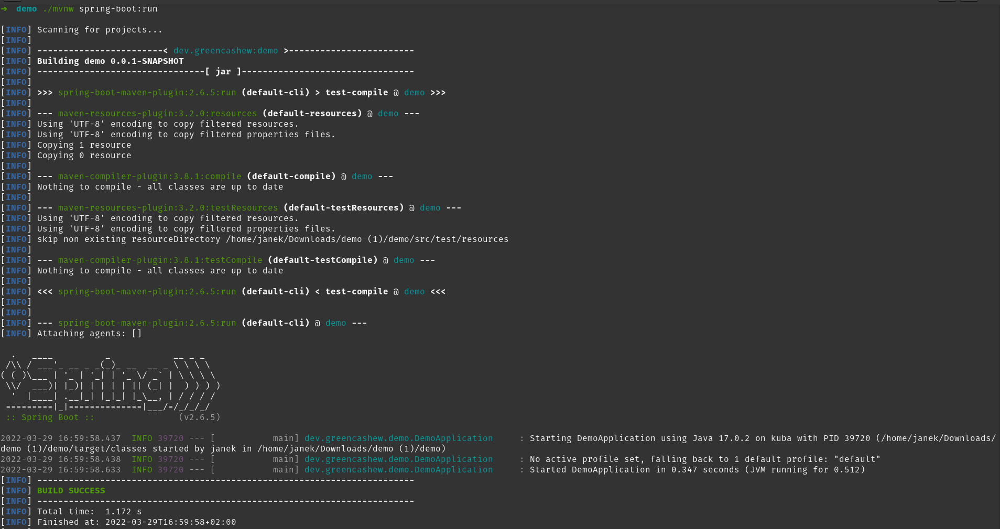 →  demo ./mvnw spring-boot:run
[INFO] Scanning for projects...
[INFO]
[INFO] ------------------------< dev.greencashew:demo >------------------------
[INFO] Building demo 0.0.1-SNAPSHOT
[INFO] --------------------------------[ jar ]---------------------------------
[INFO]
[INFO] >>> spring-boot-maven-plugin:2.6.5:run (default-cli) > test-compile @ demo >>>
[INFO]
[INFO] --- maven-resources-plugin:3.2.0:resources (default-resources) @ demo ---
[INFO] Using 'UTF-8' encoding to copy filtered resources.
[INFO] Using 'UTF-8' encoding to copy filtered properties files.
[INFO] Copying 1 resource
[INFO] Copying 0 resource
[INFO]
[INFO] --- maven-compiler-plugin:3.8.1:compile (default-compile) @ demo ---
[INFO] Nothing to compile - all classes are up to date
[INFO]
[INFO] --- maven-resources-plugin:3.2.0:testResources (default-testResources) @ demo ---
[INFO] Using 'UTF-8' encoding to copy filtered resources.
[INFO] Using 'UTF-8' encoding to copy filtered properties files.
[INFO] skip non existing resourceDirectory /home/janek/Downloads/demo (1)/demo/src/test/resources
[INFO]
[INFO] --- maven-compiler-plugin:3.8.1:testCompile (default-testCompile) @ demo ---
[INFO] Nothing to compile - all classes are up to date
[INFO]
[INFO] <<< spring-boot-maven-plugin:2.6.5:run (default-cli) < test-compile @ demo <<<
[INFO]
[INFO]
[INFO] --- spring-boot-maven-plugin:2.6.5:run (default-cli) @ demo ---
[INFO] Attaching agents: []
  .   ____          _            __ _ _
 /\\ / ___'_ __ _ _(_)_ __  __ _ \ \ \ \
( ( )\___ | '_ | '_| | '_ \/ _` | \ \ \ \
 \\/  ___)| |_)| | | | | || (_| |  ) ) ) )
  '  |____| .__|_| |_|_| |_\__, | / / / /
 =========|_|==============|___/=/_/_/_/
 :: Spring Boot ::                (v2.6.5)
2022-03-29 16:59:58.437  INFO 39720 --- [           main] dev.greencashew.demo.DemoApplication     : Starting DemoApplication using Java 17.0.2 on kuba with PID 39720 (/home/janek/Downloads/
demo (1)/demo/target/classes started by janek in /home/janek/Downloads/demo (1)/demo)
2022-03-29 16:59:58.438  INFO 39720 --- [           main] dev.greencashew.demo.DemoApplication     : No active profile set, falling back to 1 default profile: "default"
2022-03-29 16:59:58.633  INFO 39720 --- [           main] dev.greencashew.demo.DemoApplication     : Started DemoApplication in 0.347 seconds (JVM running for 0.512)
[INFO] ------------------------------------------------------------------------
[INFO] BUILD SUCCESS
[INFO] ------------------------------------------------------------------------
[INFO] Total time:  1.172 s
[INFO] Finished at: 2022-03-29T16:59:58+02:00